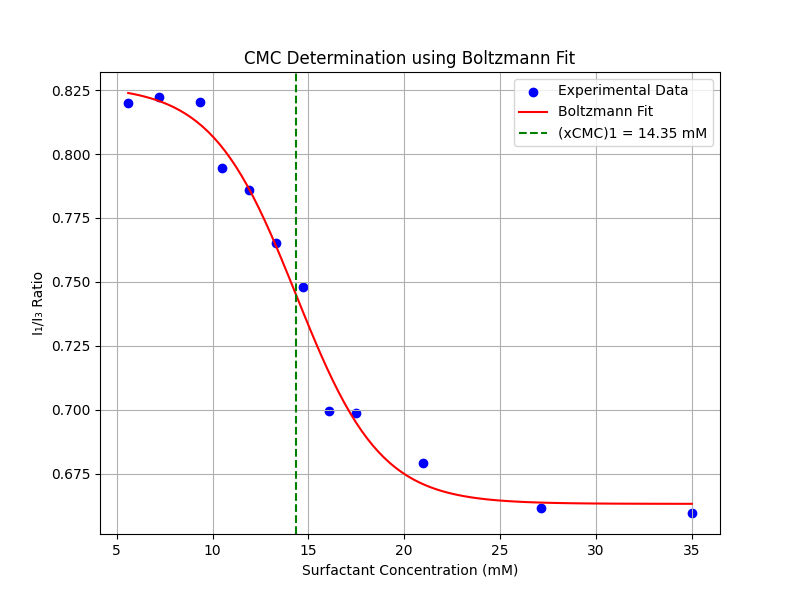 CMC Determination using Boltzmann Fit
Experimental Data
Boltzmann Fit
(xCMC)1 = 14.35 mM
I₁/I₃ Ratio
0.825
0.800
0.775
0.750
0.725
0.700
0.675
5 10 15 20 25 30 35
Surfactant Concentration (mM)